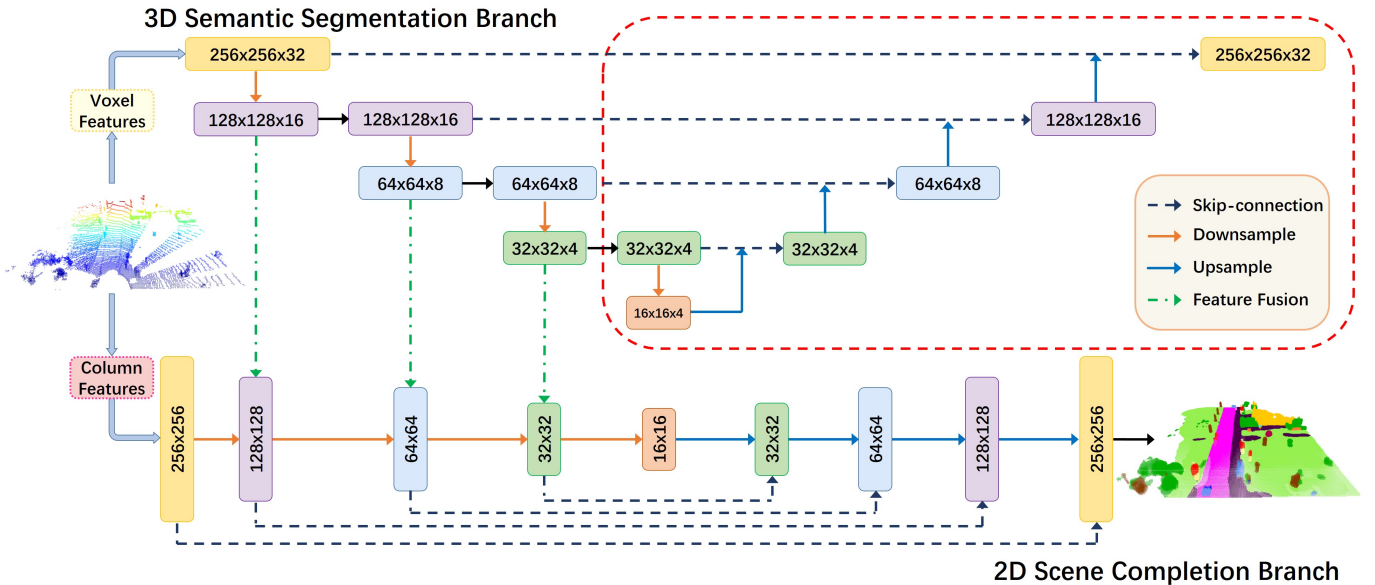 3D Semantic Segmentation Branch
256x256x32
256x256x32
Voxel
Features
128x128x16
128x128x16
128x128x16
64x64x8
64x64x8
64x64x8
Skip-connection
Downsample
Upsample
Feature Fusion
32x32x4
32x32x4
32x32x4
16x16x4
Column
Features
256x256
128x128
64x64
32x32
16x16
32x32
64x64
128x128
256x256
2D Scene Completion Branch